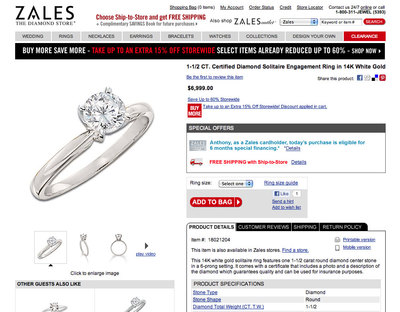 Shopping Bag (0 items) My Account Order Status Credit Store Locator Contact us 24/7 online or call
1-800-311-JEWEL (5393)
ZALES
THE DIAMOND STORE
Choose Ship-to-Store and get FREE SHIPPING
+ Complimentary SAVINGS Book for future purchases +
Also shop ZALES outlet Zales Keyword or item # GO
WEDDING RINGS NECKLACES EARRINGS BRACELETS WATCHES COLLECTIONS GIFTS MORE WAYS TO SHOP CLEARANCE
BUY MORE SAVE MORE - TAKE UP TO AN EXTRA 15% OFF STOREWIDE SELECT ITEMS ALREADY REDUCED UP TO 60% - SHOP NOW!
1-1/2 CT. Certified Diamond Solitaire Engagement Ring in 14K White Gold
Be the first to review this item
Share this product:
$6,999.00
Save Up-to 60% Storewide
Take up to an Extra 15% Off Storewide! Discount applied in cart.
SPECIAL OFFERS
Anthony, as a Zales cardholder, today's purchase is eligible for
6 months special financing.* *Details
FREE SHIPPING with Ship-to-Store Details
Ring size: Select one Ring size guide
ADD TO BAG
Like 1
Send to a friend
Add to wish list
play video
Click to enlarge image
OTHER GUESTS ALSO LIKE
PRODUCT DETAILS CUSTOMER REVIEWS SHIPPING RETURN POLICY
Item #: 16021204
Printable version
This item is also available in Zales stores. Find a store.
Mobile version
This 14K white gold solitaire ring features one 1-1/2 carat round diamond center stone
in a 6-prong setting. It comes with a certificate that includes a photo and a description of
the diamond which guarantees quality and can be used for insurance purposes.
PRODUCT SPECIFICATIONS
Stone Type Diamond
Stone Shape Round
Diamond Total Weight (CT. T.W.) 1-1/2